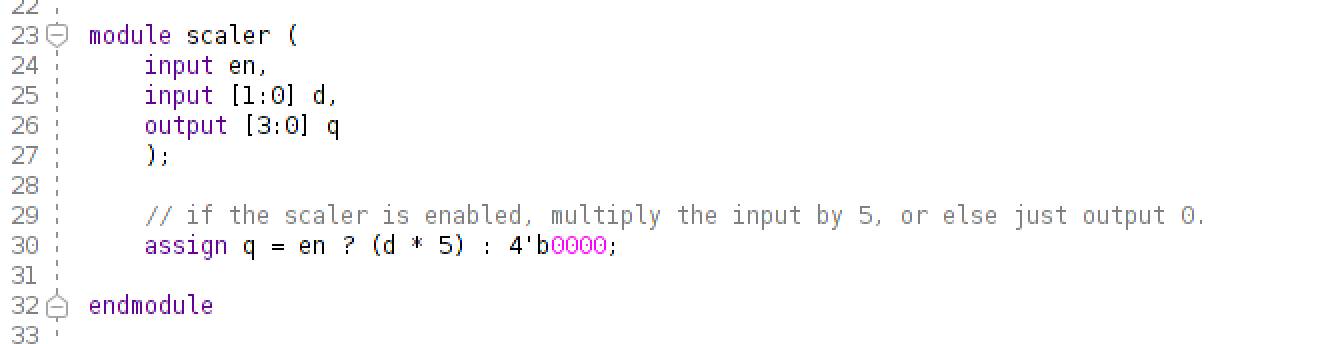 22
23 module scaler (
24     input en,
25     input [1:0] d,
26     output [3:0] q
27     );
28
29     // if the scaler is enabled, multiply the input by 5, or else just output 0.
30     assign q = en ? (d * 5) : 4'b0000;
31
32 endmodule
33